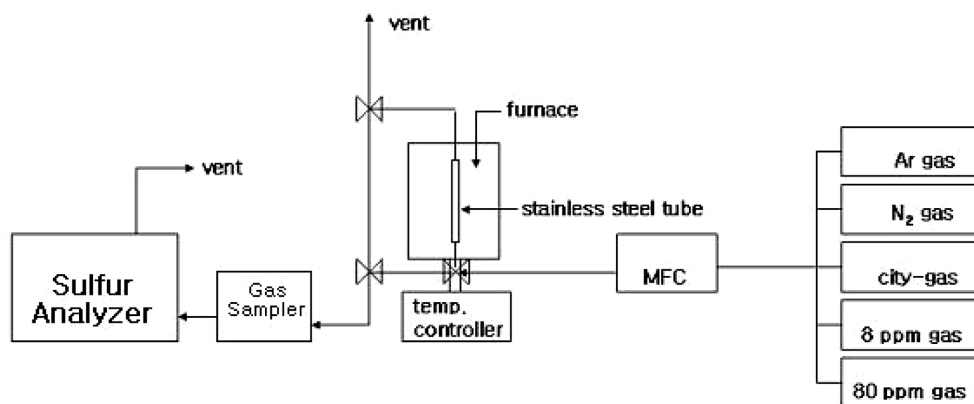 vent
furnace
vent
stainless steel tube
Sulfur
Analyzer
Gas
Sampler
temp.
controller
MFC
Ar gas
N₂ gas
city-gas
8 ppm gas
80 ppm gas